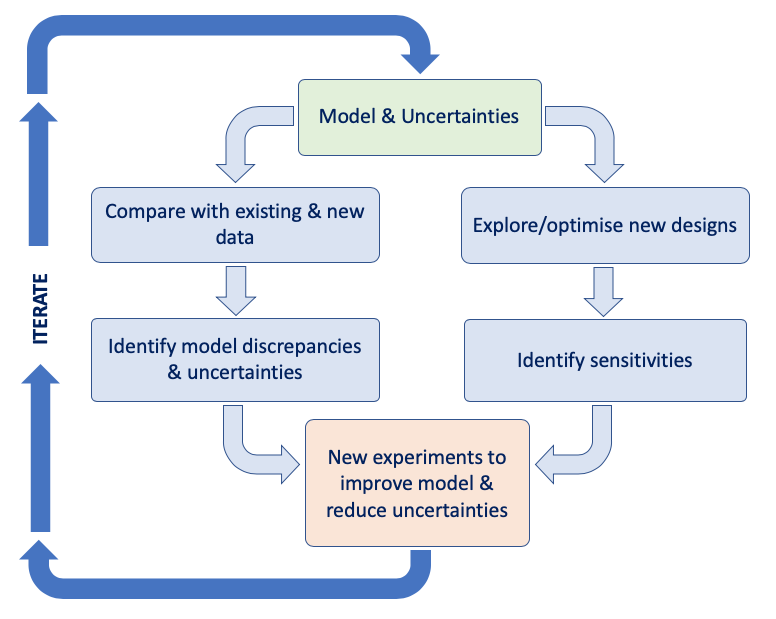 Model & Uncertainties
Compare with existing & new
data
Explore/optimise new designs
ITERATE
Identify model discrepancies
& uncertainties
Identify sensitivities
New experiments to
improve model &
reduce uncertainties